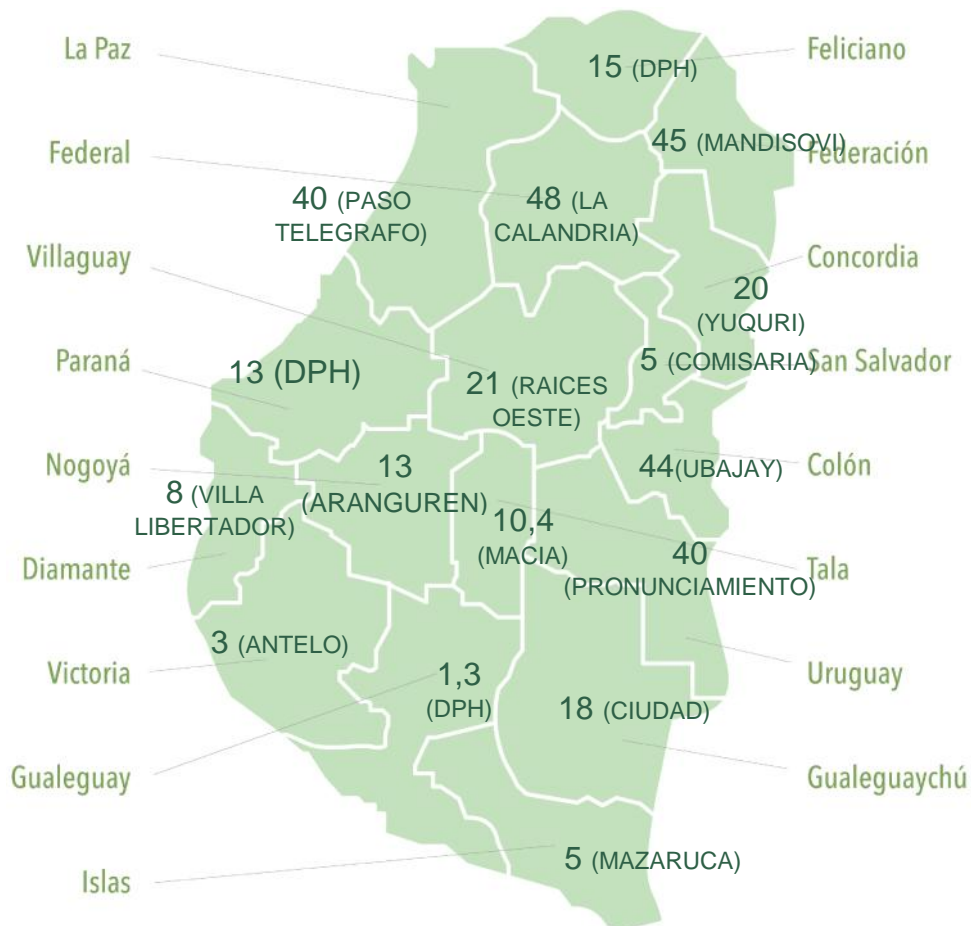 La Paz
15 (DPH)
Feliciano
Federal
45 (MANDISOVI)
Federación
40 (PASO
TELEGRAFO)
48 (LA
CALANDRIA)
Villaguay
Concordia
20
(YUQURI)
Paraná
13 (DPH)
5 (COMISARIA)
San Salvador
21 (RAICES
OESTE)
Nogoyá
13
(ARANGUREN)
44(UBAJAY)
Colón
8 (VILLA
LIBERTADOR)
10,4
(MACIA)
40
(PRONUNCIAMIENTO)
Diamante
Tala
3 (ANTELO)
Victoria
1,3
(DPH)
Uruguay
18 (CIUDAD)
Gualeguay
Gualeguaychú
5 (MAZARUCA)
Islas